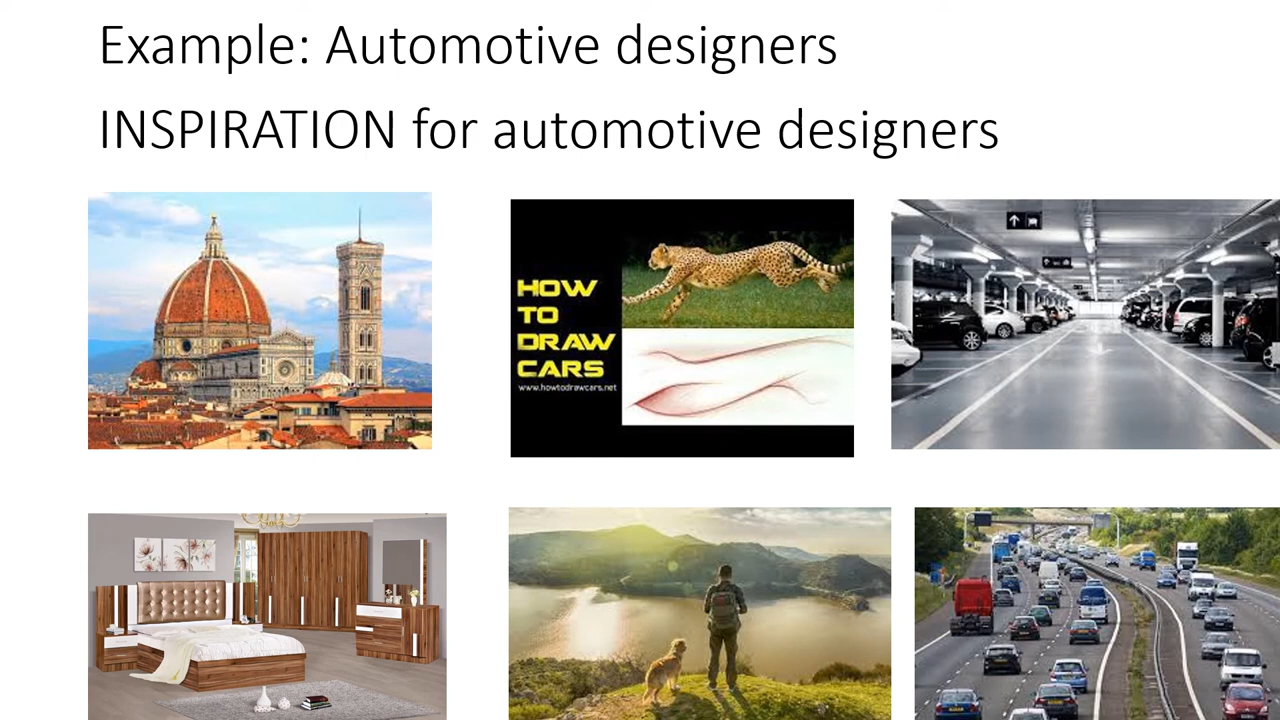 Example: Automotive designers
INSPIRATION for automotive designers
HOW
TO
DRAW
CARS
www.howtodrawcars.net